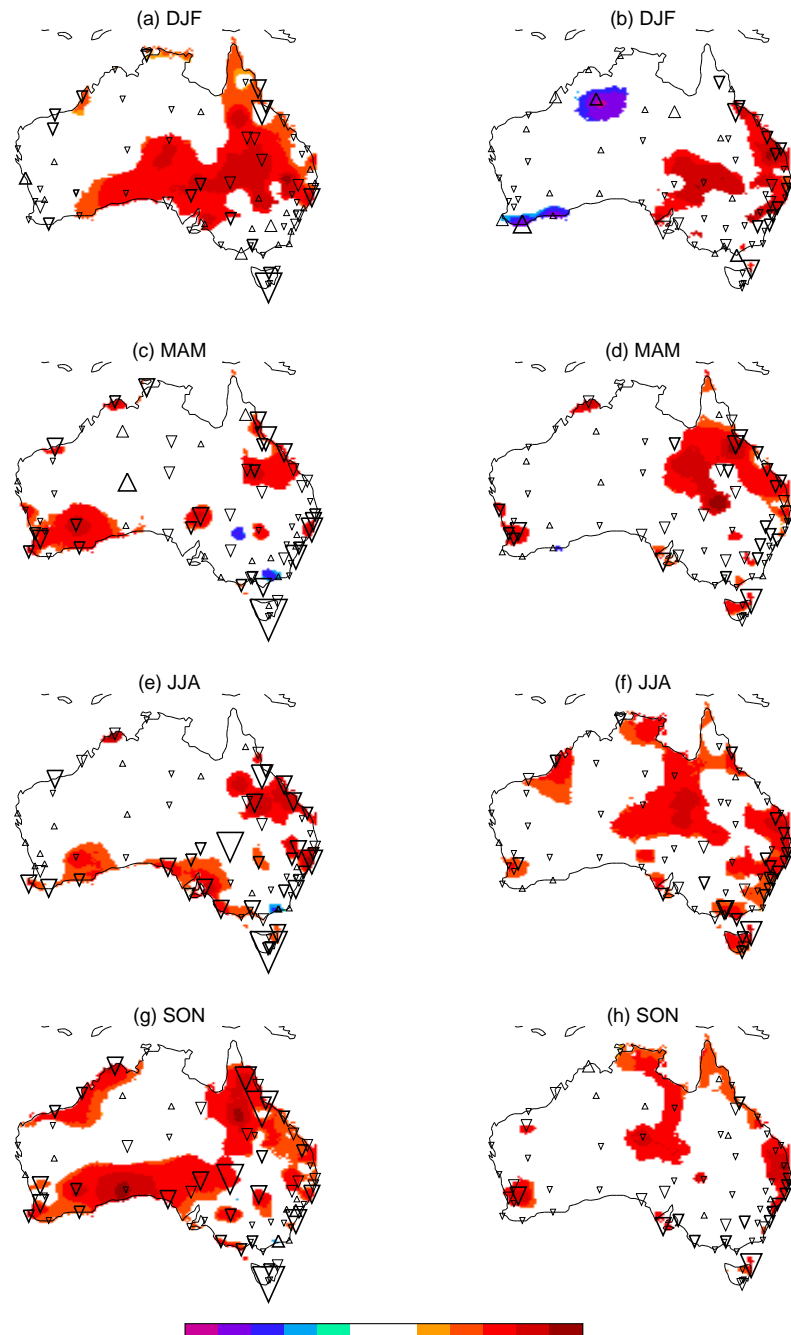 (a) DJF
(b) DJF
(c) MAM
(d) MAM
(e) JJA
(f) JJA
(g) SON
(h) SON